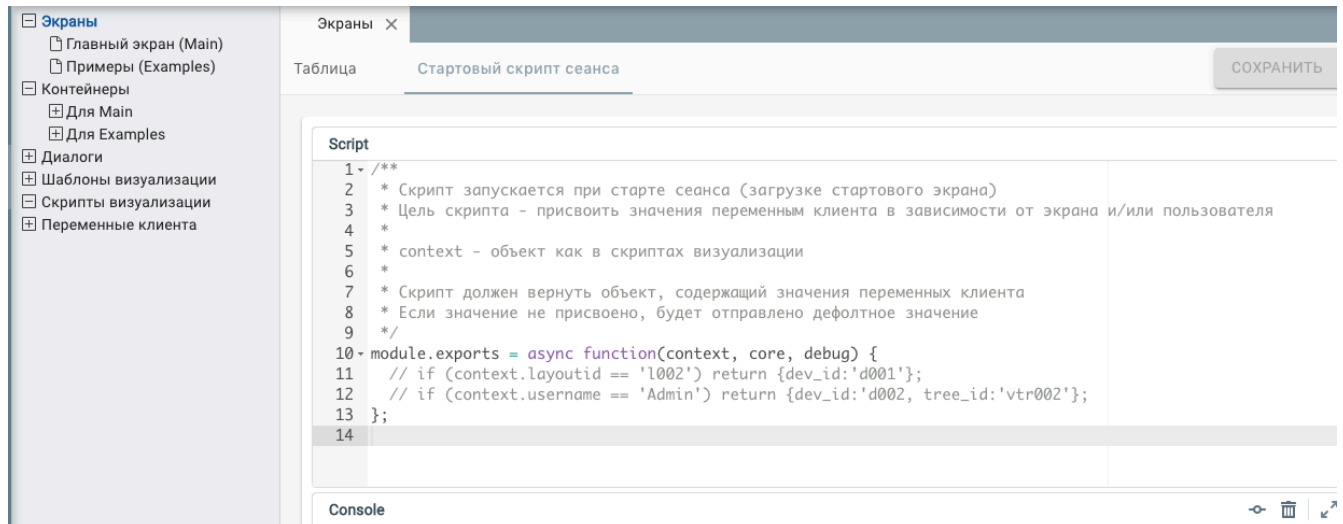 Экраны
Главный экран (Main)
Примеры (Examples)
Контейнеры
Для Main
Для Examples
Диалоги
Шаблоны визуализации
Скрипты визуализации
Переменные клиента
Экраны
Таблица
Стартовый скрипт сеанса
СОХРАНИТЬ
Script
1 /**
2 * Скрипт запускается при старте сеанса (загрузке стартового экрана)
3 * Цель скрипта - присвоить значения переменным клиента в зависимости от экрана и/или пользователя
4 *
5 * context - объект как в скриптах визуализации
6 *
7 * Скрипт должен вернуть объект, содержащий значения переменных клиента
8 * Если значение не присвоено, будет отправлено дефолтное значение
9 */
10 module.exports = async function(context, core, debug) {
11 // if (context.layoutid == 'l002') return {dev_id:'d001'};
12 // if (context.username == 'Admin') return {dev_id:'d002, tree_id:'vtr002'};
13 };
14
Console